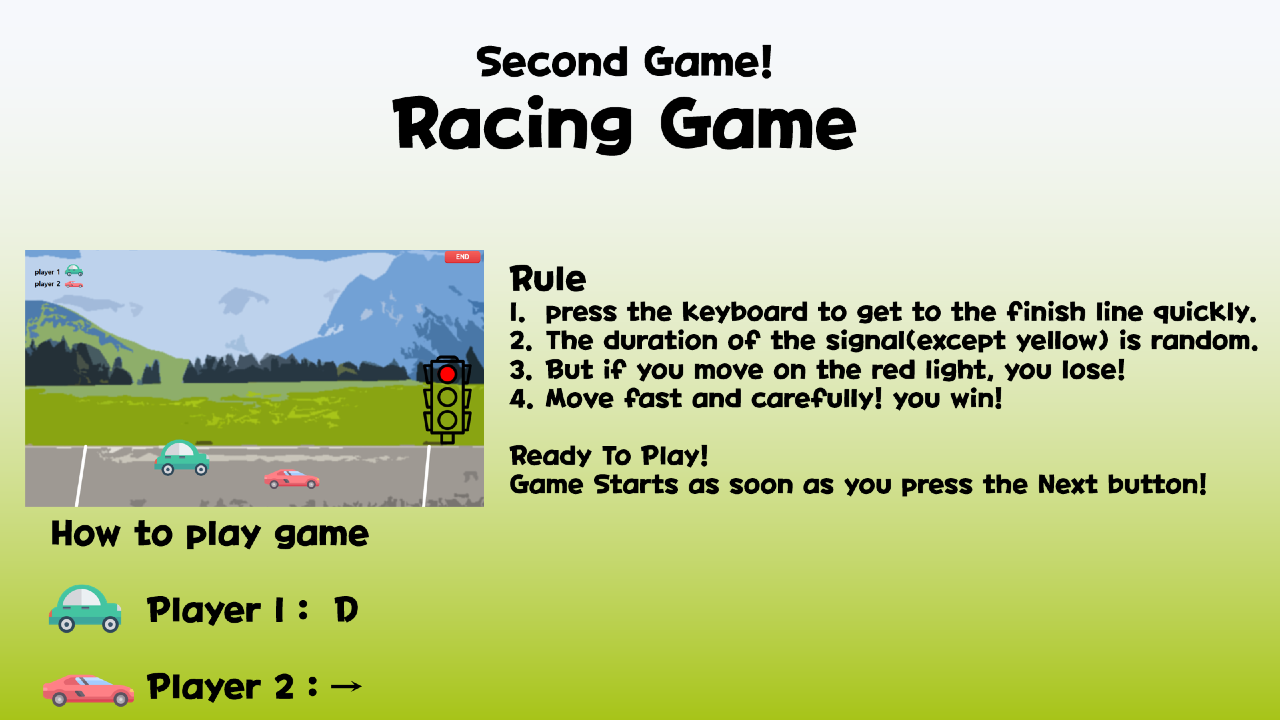 Second Game!
Racing Game
END
player 1
player 2
Rule
1. press the keyboard to get to the finish line quickly.
2. The duration of the signal(except yellow) is random.
3. But if you move on the red light, you lose!
4. Move fast and carefully! you win!
Ready To Play!
Game Starts as soon as you press the Next button!
How to play game
Player 1 : D
Player 2 : →